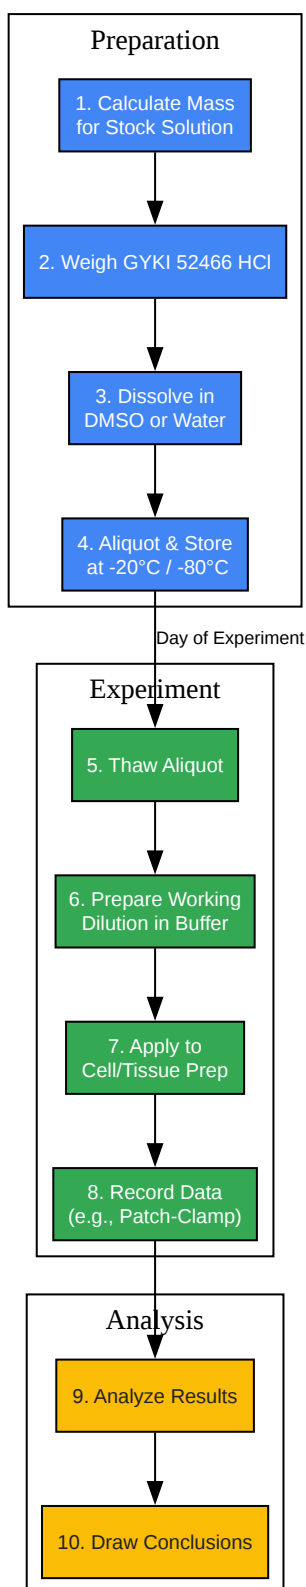 Preparation
1. Calculate Mass
for Stock Solution
2. Weigh GYKI 52466 HCl
3. Dissolve in
DMSO or Water
4. Aliquot & Store
at -20°C / -80°C
Day of Experiment
Experiment
5. Thaw Aliquot
6. Prepare Working
Dilution in Buffer
7. Apply to
Cell/Tissue Prep
8. Record Data
(e.g., Patch-Clamp)
Analysis
9. Analyze Results
10. Draw Conclusions